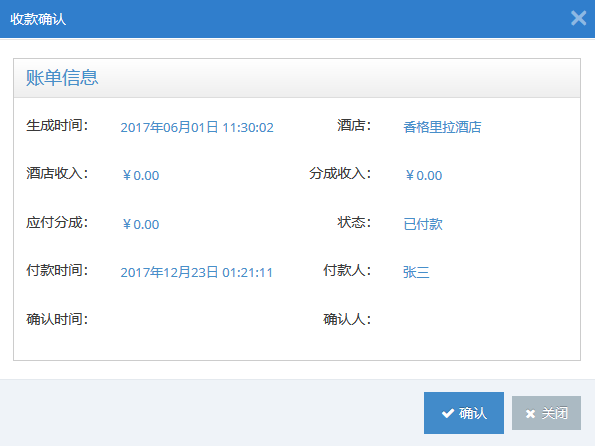 收款确认
账单信息
生成时间： 2017年06月01日 11:30:02 酒店： 香格里拉酒店
酒店收入： ￥0.00 分成收入： ￥0.00
应付分成： ￥0.00 状态： 已付款
付款时间： 2017年12月23日 01:21:11 付款人： 张三
确认时间： 确认人：
确认 关闭